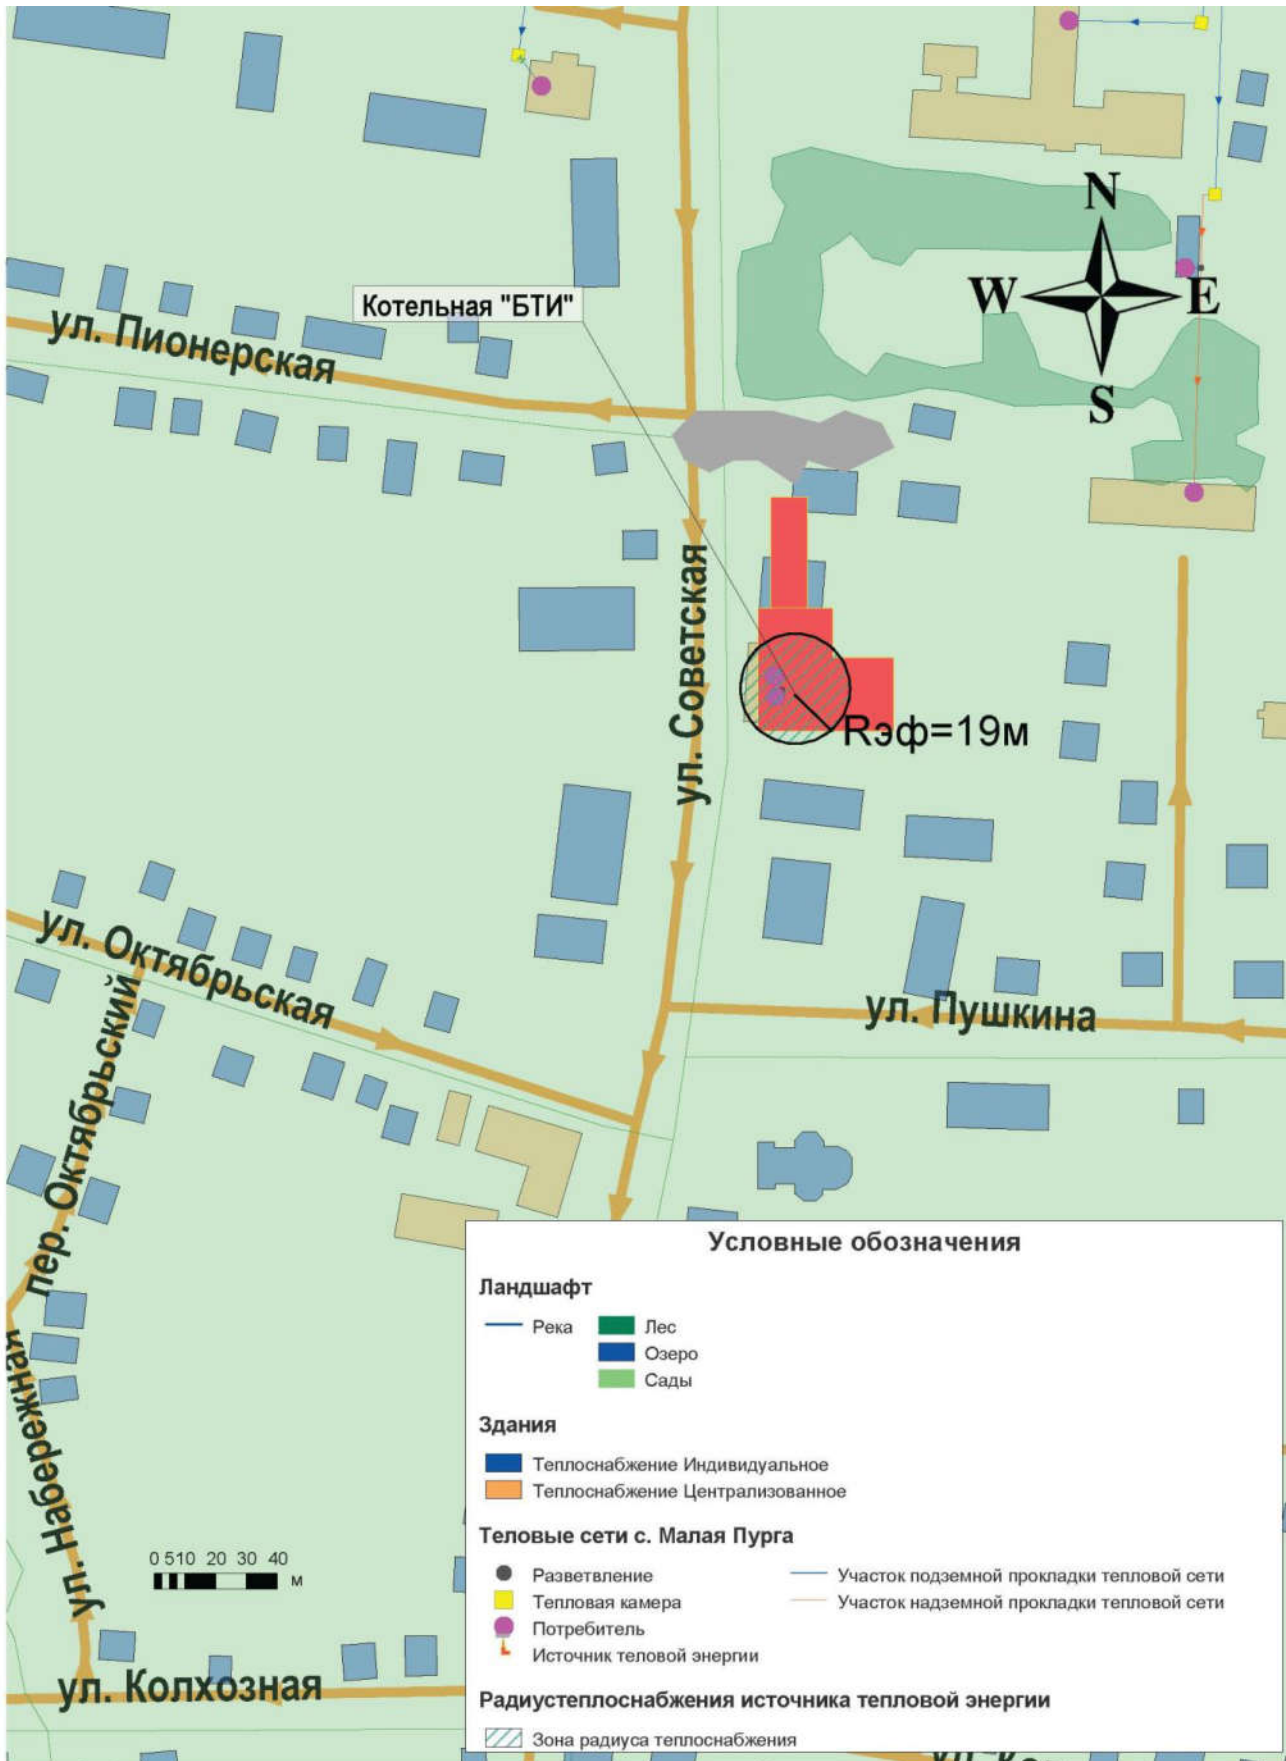 N
W
E
S
Котельная "БТИ"
ул. Пионерская
ул. Советская
Rэф=19м
ул. Октябрьская
пер. Октябрьский
ул. Пушкина
ул. Набережная
0 510 20 30 40
м
ул. Колхозная
Условные обозначения
Ландшафт
Река
Лес
Озеро
Сады
Здания
Теплоснабжение Индивидуальное
Теплоснабжение Централизованное
Теловые сети с. Малая Пурга
Разветвление
Участок подземной прокладки тепловой сети
Тепловая камера
Участок надземной прокладки тепловой сети
Потребитель
Источник теловой энергии
Радиустеплоснабжения источника тепловой энергии
Зона радиуса теплоснабжения